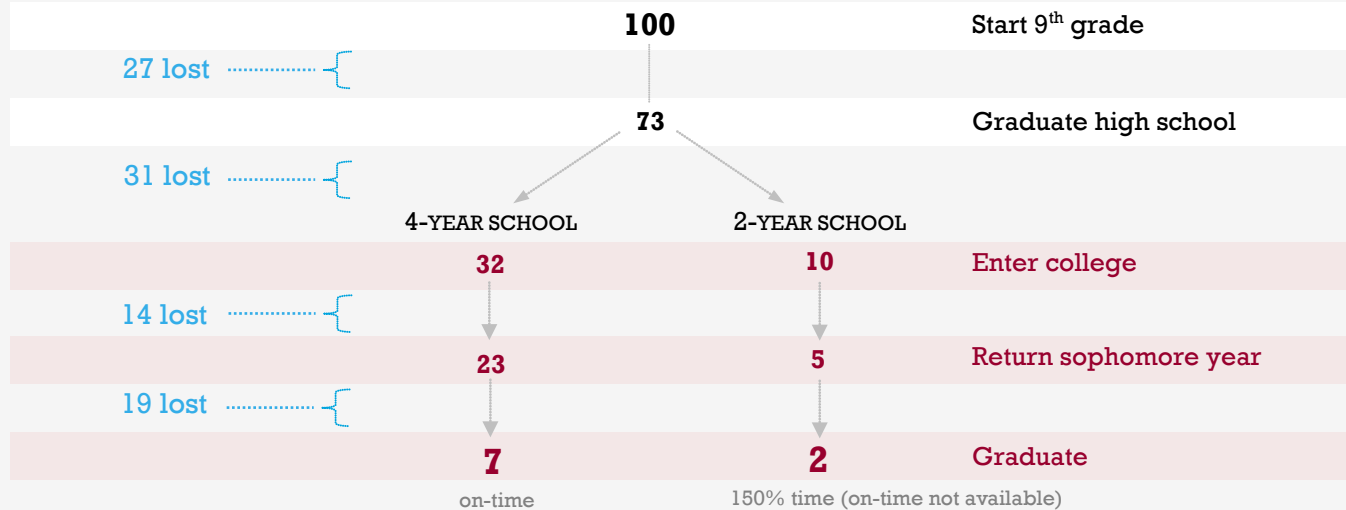 100 Start 9th grade
27 lost
73 Graduate high school
31 lost
4-YEAR SCHOOL 2-YEAR SCHOOL
32 10 Enter college
14 lost
23 5 Return sophomore year
19 lost
7 2 Graduate
on-time 150% time (on-time not available)